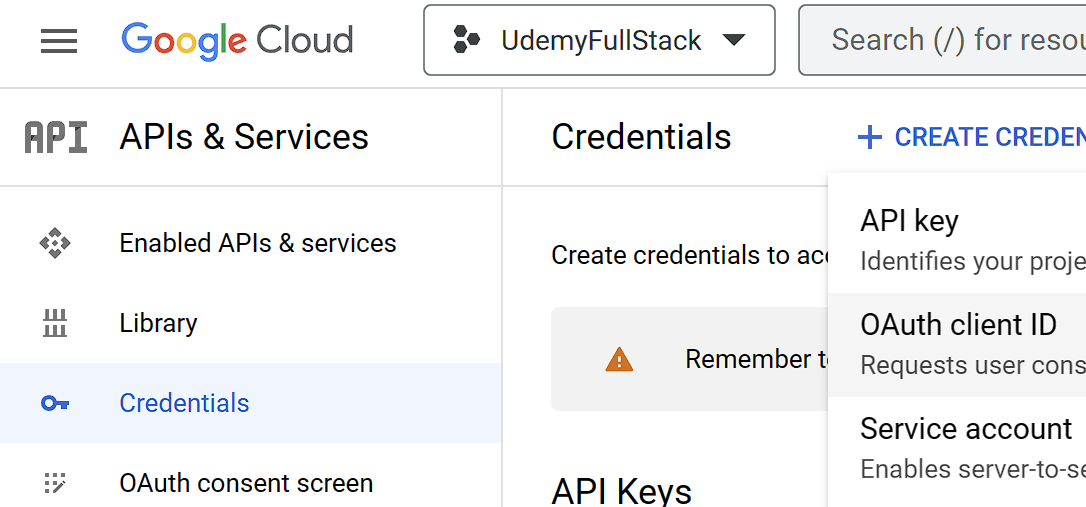 Google Cloud
UdemyFullStack
Search (/) for resou
API
APIs & Services
Enabled APIs & services
Library
Credentials
OAuth consent screen
Credentials
+ CREATE CREDEN
Create credentials to acc
Remember to
API Keys
API key
Identifies your proje
OAuth client ID
Requests user cons
Service account
Enables server-to-se